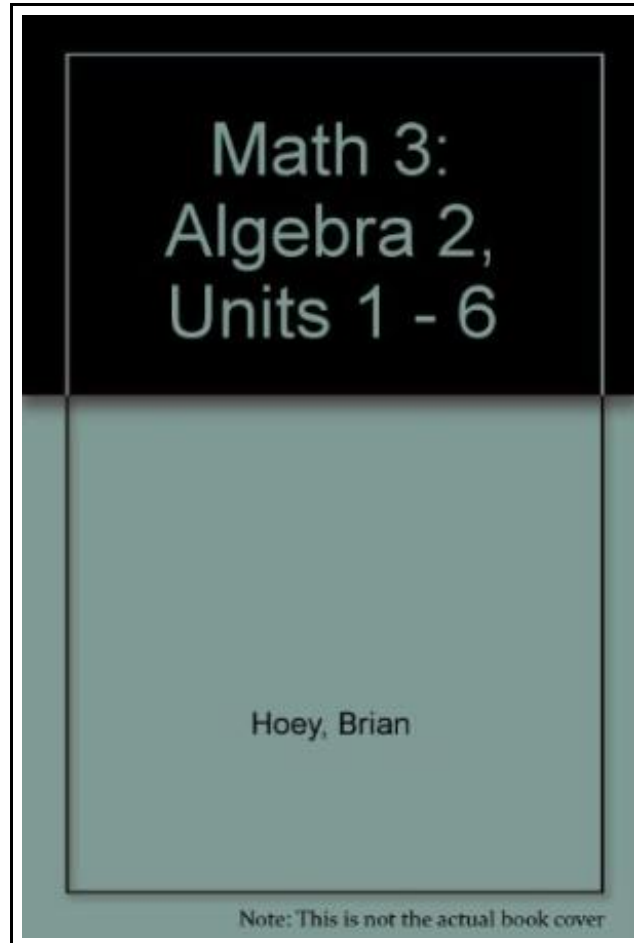 Math 3:
Algebra 2,
Units 1 - 6
Hoey, Brian
Note: This is not the actual book cover